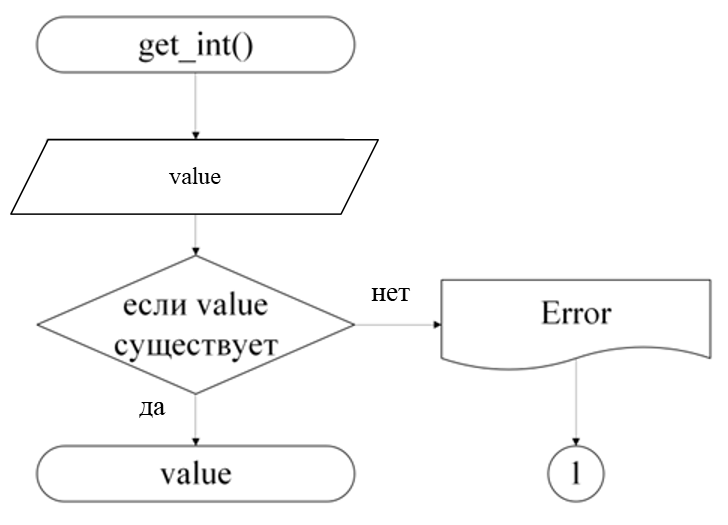 get_int()
value
если value
существует
нет
Error
да
value
1